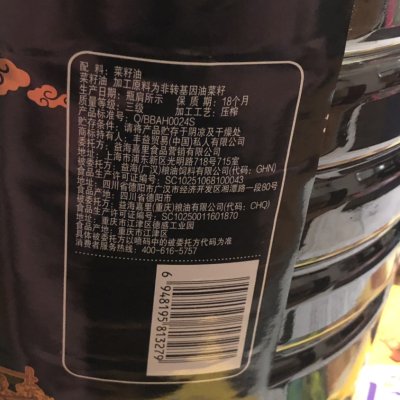 配　料：菜籽油
菜籽油　加工原料为非转基因油菜籽
生产日期：瓶肩所示　保　质　期：18个月
质量等级：三级　加工工艺：压榨
产品标准号：Q/BBAH0024S
贮存条件：请将产品贮存于阴凉及干燥处
商标持有人：丰益贸易(中国)私人有限公司
委托方：益海嘉里食品营销有限公司
地址：上海市浦东新区光明路718号715室
被委托方：益海(广汉)粮油饲料有限公司(代码：GHN)
食品生产许可证编号：SC10251068100043
地址：四川省德阳市广汉市经济开发区湘潭路一段80号
产地：四川省德阳市
被委托方：益海嘉里(重庆)粮油有限公司(代码：CHQ)
食品生产许可证编号：SC10250011601870
地址：重庆市江津区德感工业园
产地：重庆市江津区
具体被委托方以喷码中的被委托方代码为准
消费者服务热线：400-616-5757
6 948195 813279